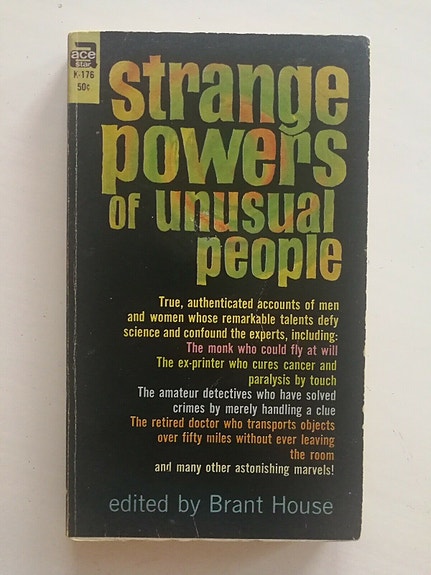 ace
star
K-176
50¢
strange
powers
OF unusual
people
True, authenticated accounts of men
and women whose remarkable talents defy
science and confound the experts, including:
The monk who could fly at will
The ex-printer who cures cancer and
paralysis by touch
The amateur detectives who have solved
crimes by merely handling a clue
The retired doctor who transports objects
over fifty miles without ever leaving
the room
and many other astonishing marvels!
edited by Brant House